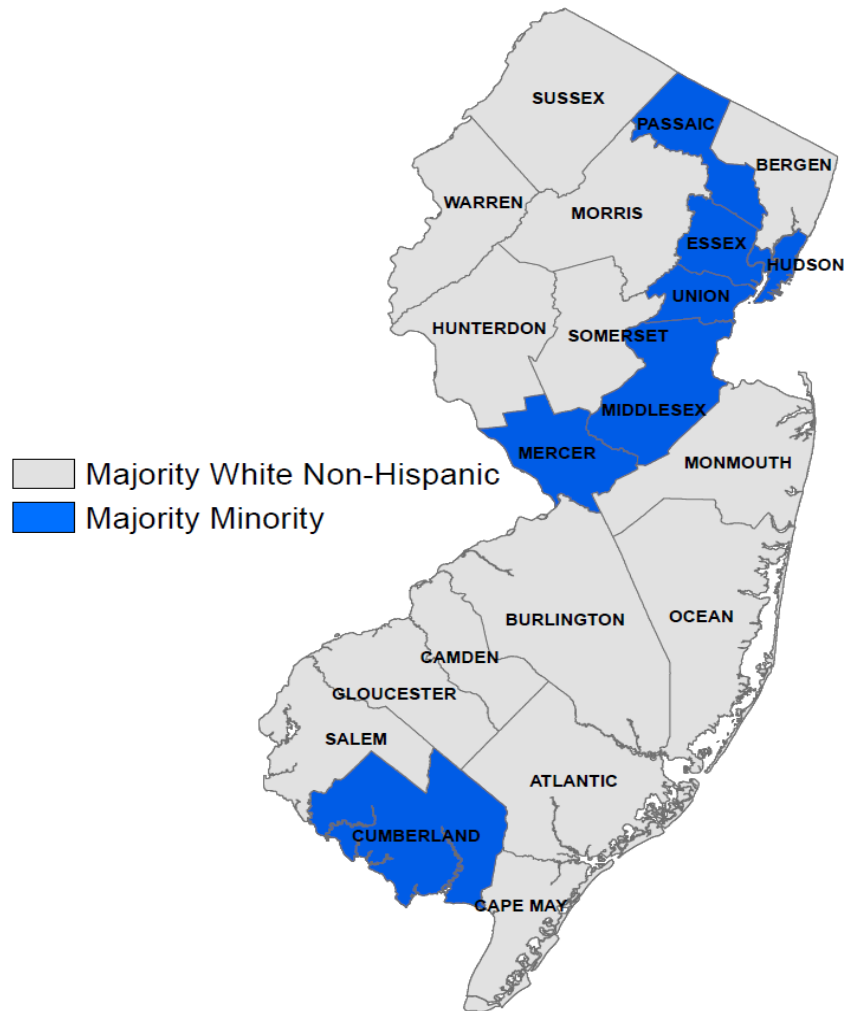 SUSSEX
PASSAIC
BERGEN
WARREN
MORRIS
ESSEX
HUDSON
UNION
HUNTERDON
SOMERSET
MIDDLESEX
MERCER
MONMOUTH
Majority White Non-Hispanic
Majority Minority
BURLINGTON
OCEAN
CAMDEN
GLOUCESTER
SALEM
ATLANTIC
CUMBERLAND
CAPE MAY